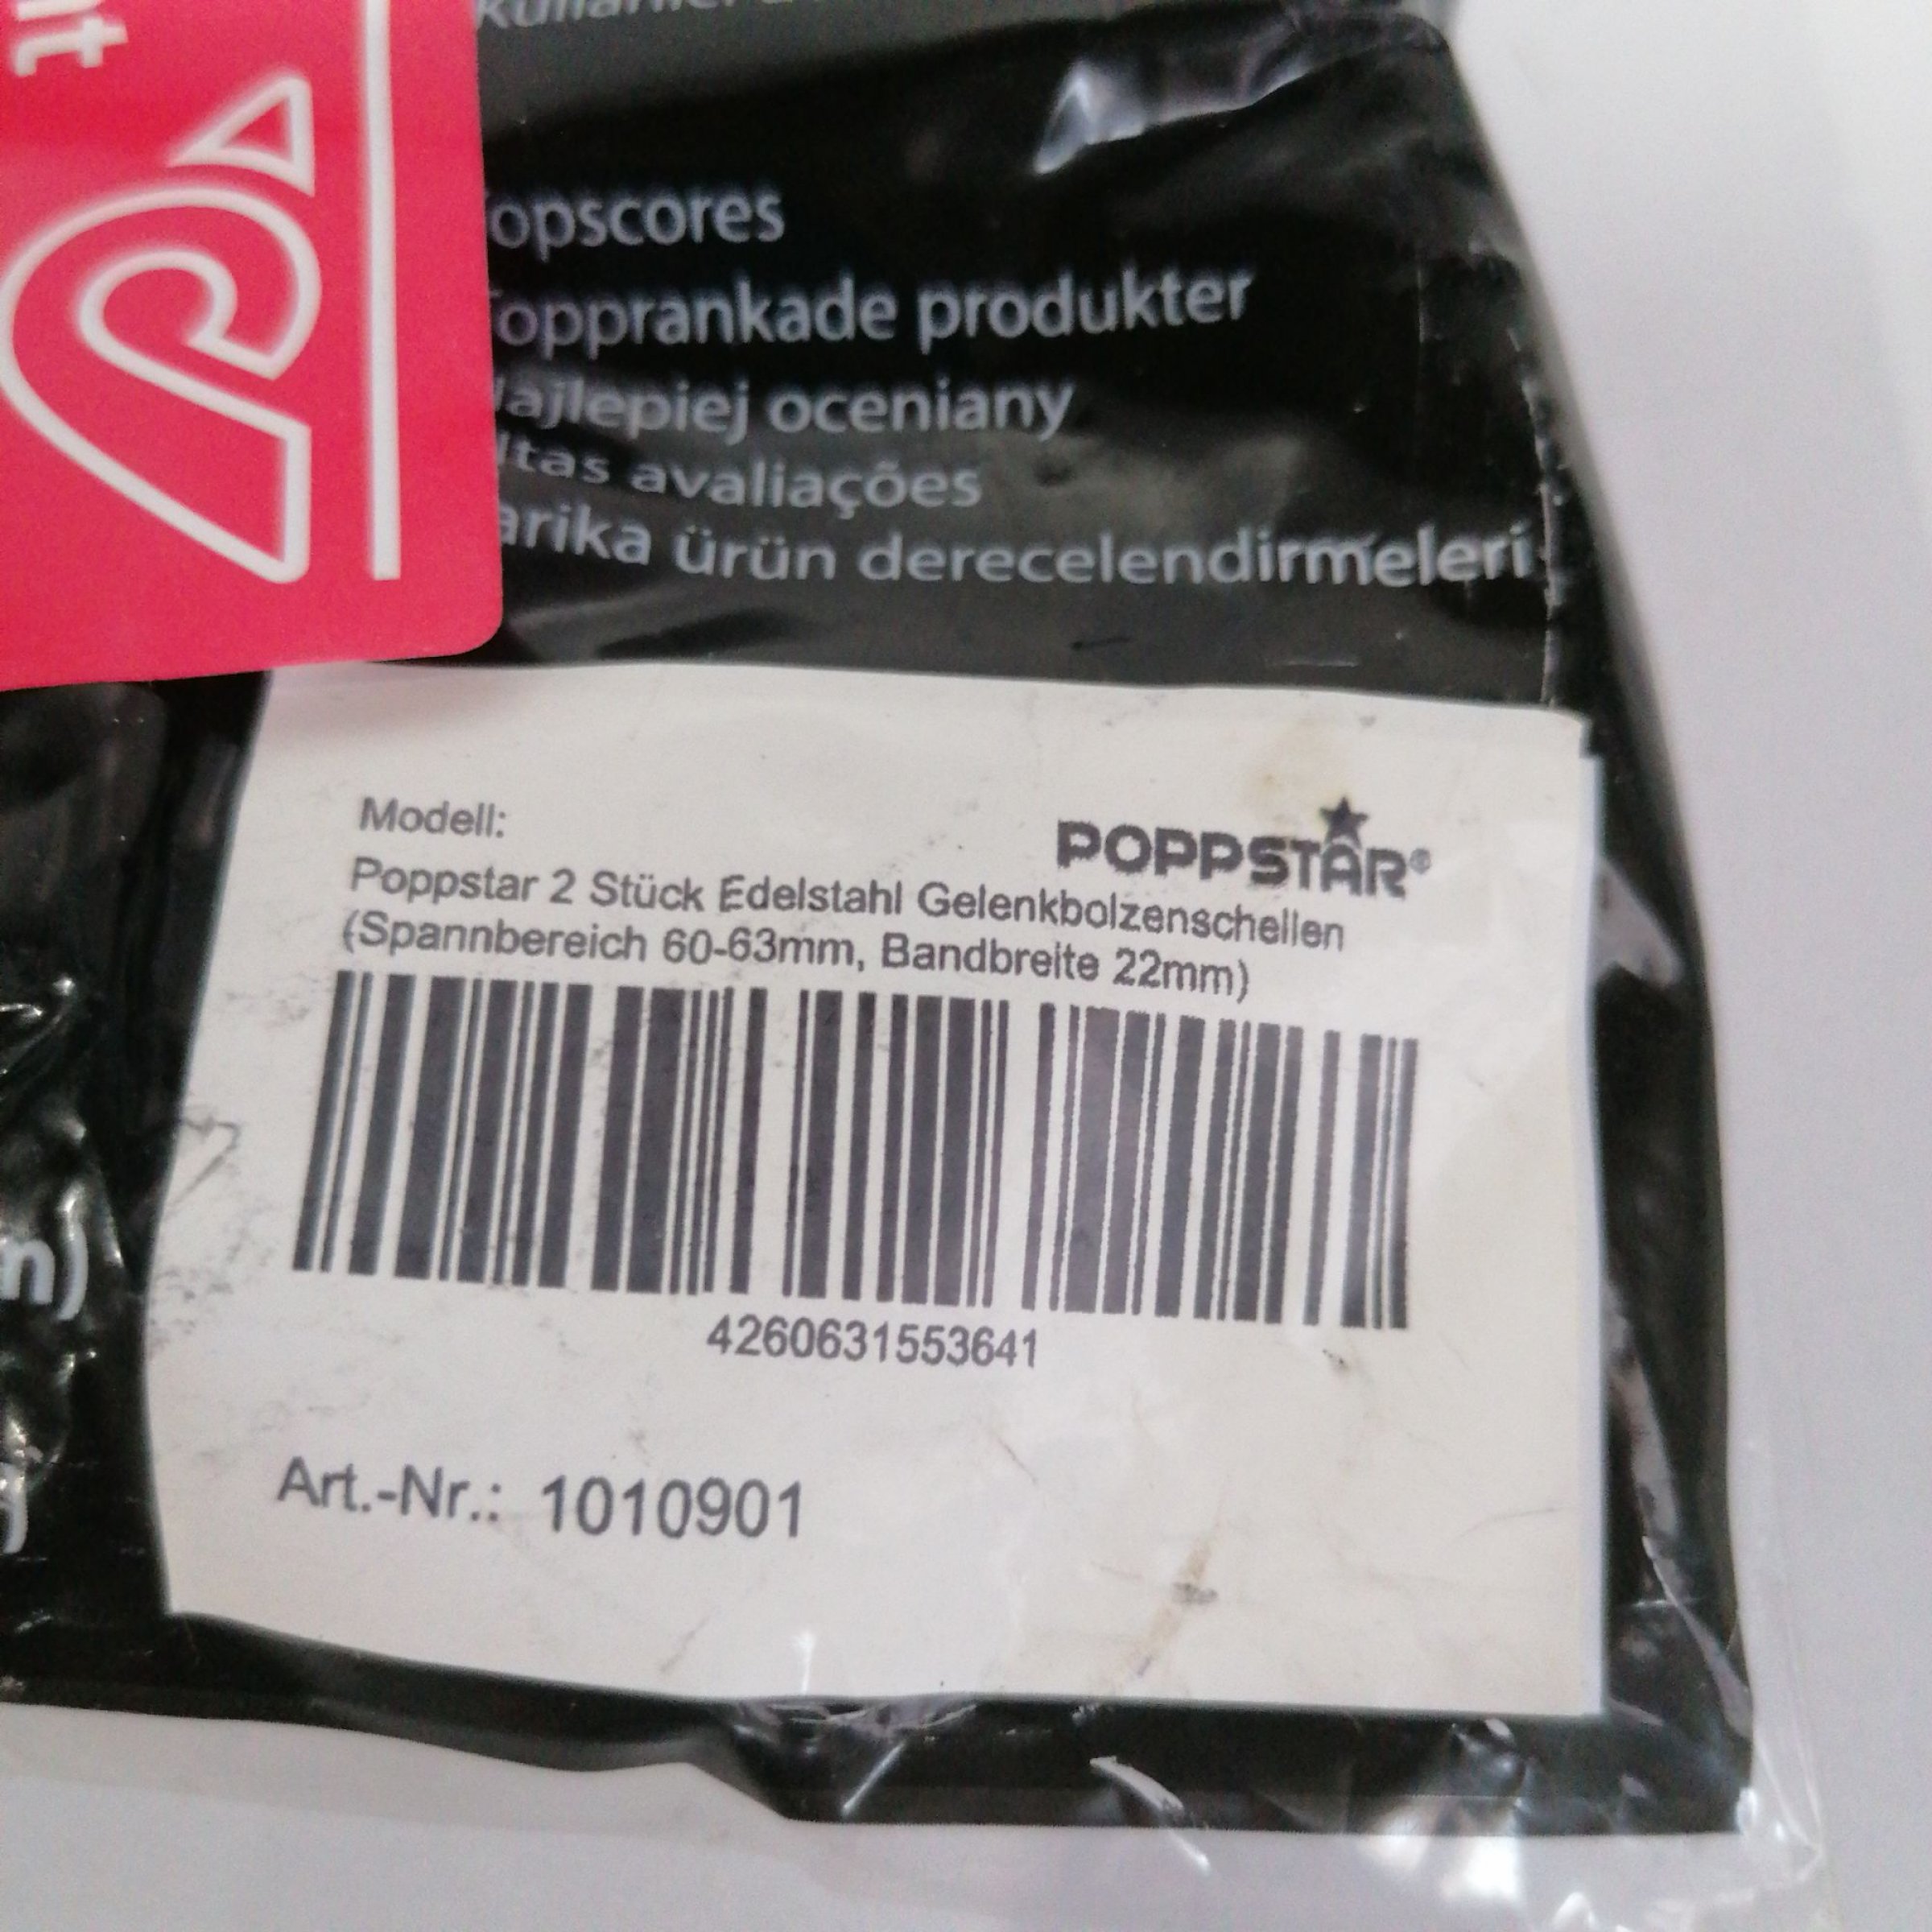 nt
opscores
opprankade produkter
ajlepiej oceniany
ltas avaliações
arika ürün derecelendirmeleri
Modell:
POPPSTAR®
Poppstar 2 Stück Edelstahl Gelenkbolzenschellen
(Spannbereich 60-63mm, Bandbreite 22mm)
4260631553641
Art.-Nr.: 1010901
n)